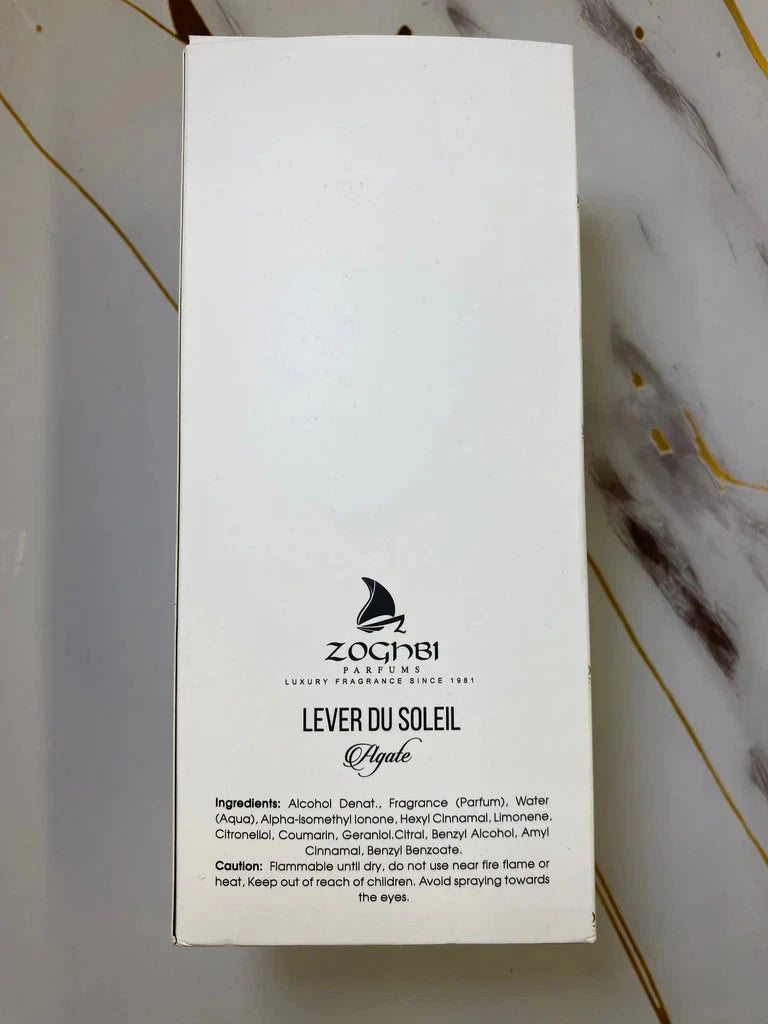 ZOGHBI
PARFUMS
LUXURY FRAGRANCE SINCE 1981
LEVER DU SOLEIL
Agate
Ingredients: Alcohol Denat., Fragrance (Parfum), Water
(Aqua), Alpha-isomethyl Ionone, Hexyl Cinnamal, Limonene,
Citronellol, Coumarin, Geraniol.Citral, Benzyl Alcohol, Amyl
Cinnamal, Benzyl Benzoate.
Caution: Flammable until dry, do not use near fire flame or
heat, Keep out of reach of children. Avoid spraying towards
the eyes.